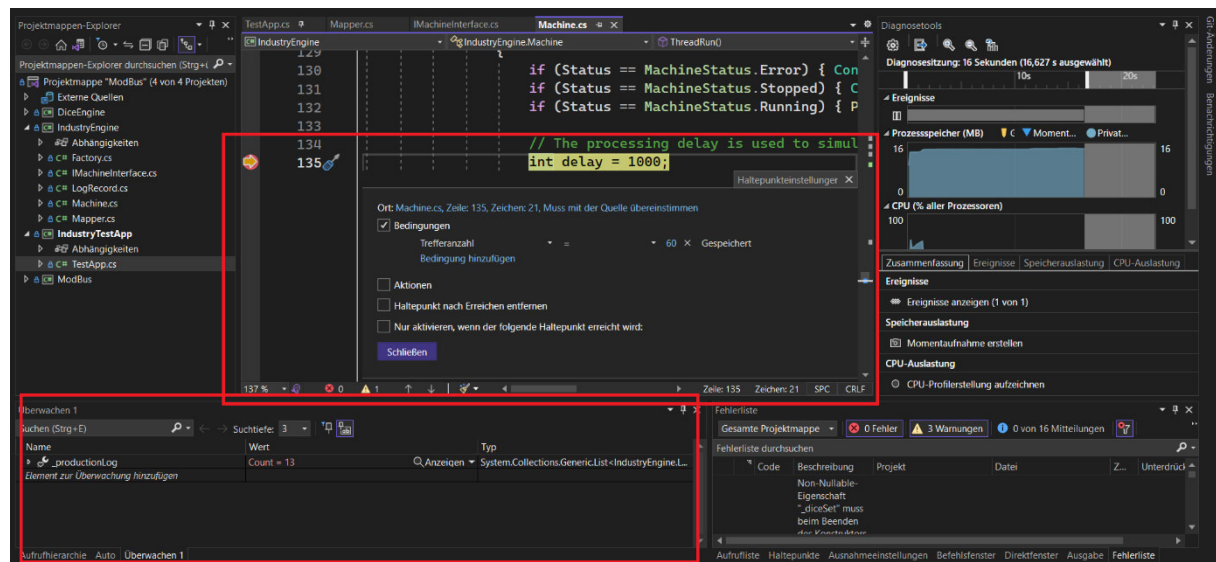 Projektmappen-Explorer
Projektmappen-Explorer durchsuchen (Strg+
Projektmappe "ModBus" (4 von 4 Projekten)
Externe Quellen
DiceEngine
IndustryEngine
Abhängigkeiten
C# Factory.cs
C# IMachineInterface.cs
C# LogRecord.cs
C# Machine.cs
C# Mapper.cs
IndustryTestApp
Abhängigkeiten
C# TestApp.cs
ModBus
TestApp.cs
Mapper.cs
IMachineInterface.cs
Machine.cs
IndustryEngine
IndustryEngine.Machine
ThreadRun()
129 {
130 if (Status == MachineStatus.Error) { Con
131 if (Status == MachineStatus.Stopped) { C
132 if (Status == MachineStatus.Running) { P
133
134 // The processing delay is used to simul
135 int delay = 1000;
Haltepunkteinstellunger
Ort: Machine.cs, Zeile: 135, Zeichen: 21, Muss mit der Quelle übereinstimmen
Bedingungen
Trefferanzahl = 60 Gespeichert
Bedingung hinzufügen
Aktionen
Haltepunkt nach Erreichen entfernen
Nur aktivieren, wenn der folgende Haltepunkt erreicht wird:
Schließen
137 % 0 1 Zeile: 135 Zeichen: 21 SPC CRLF
Diagnosetools
Diagnosesitzung: 16 Sekunden (16,627 s ausgewählt)
10s 20s
Ereignisse
Prozessspeicher (MB) C Moment... Privat...
16 16
0 0
CPU (% aller Prozessoren)
100 100
Zusammenfassung Ereignisse Speicherauslastung CPU-Auslastung
Ereignisse
Ereignisse anzeigen (1 von 1)
Speicherauslastung
Momentaufnahme erstellen
CPU-Auslastung
CPU-Profilerstellung aufzeichnen
Git-Änderungen
Benachrichtigungen
Überwachen 1
Suchen (Strg+E) Suchtiefe: 3
Name Wert Typ
_productionLog Count = 13 Anzeigen System.Collections.Generic.List<IndustryEngine.L...
Element zur Überwachung hinzufügen
Aufrufhierarchie Auto Überwachen 1
Fehlerliste
Gesamte Projektmappe 0 Fehler 3 Warnungen 0 von 16 Mitteilungen
Fehlerliste durchsuchen
Code Beschreibung Projekt Datei Z... Unterdrück
Non-Nullable-
Eigenschaft
"_diceSet" muss
beim Beenden
des Konstruktors
Aufrufliste Haltepunkte Ausnahmeeinstellungen Befehlsfenster Direktfenster Ausgabe Fehlerliste